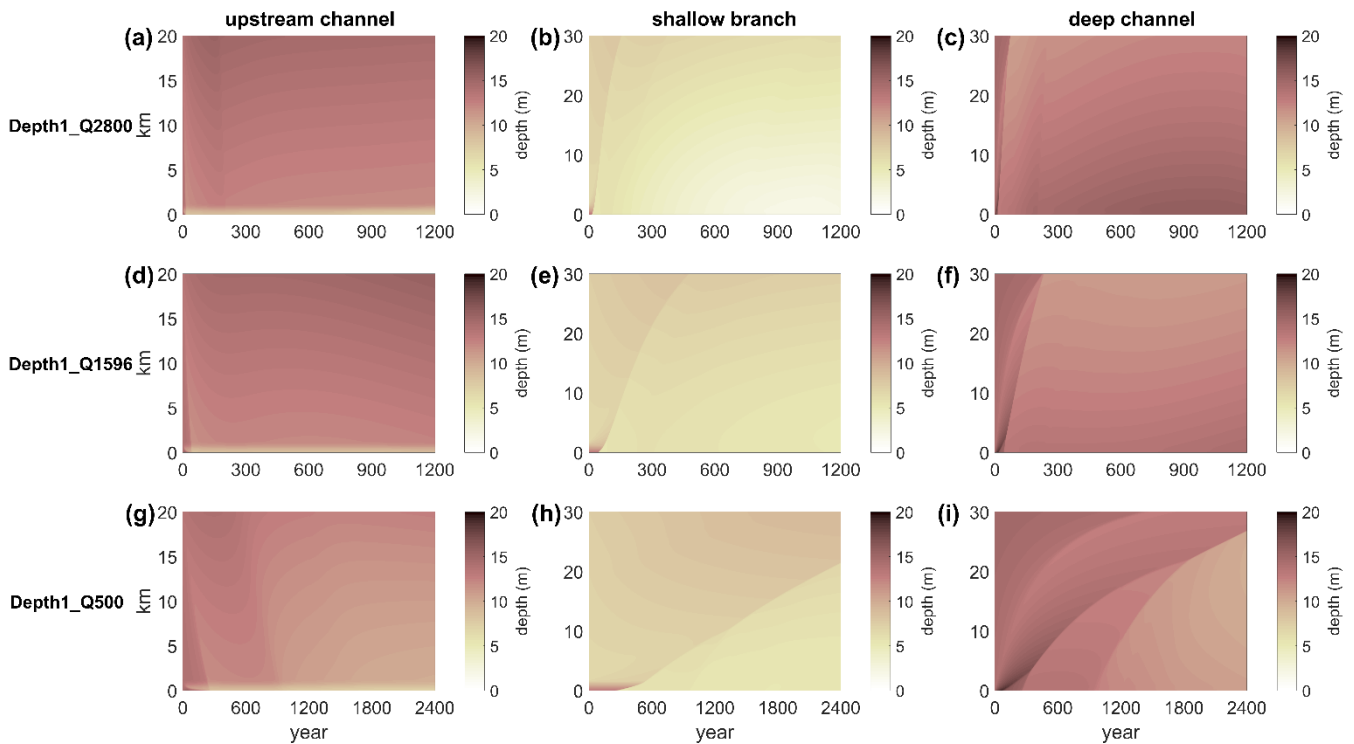 upstream channel shallow branch deep channel
(a) (b) (c)
20 20 30 20 30 20
15 15 15 15
20 20
10 10 10 10
depth (m) depth (m) depth (m)
Depth1_Q2800 km
10 10
5 5 5 5
0 0 0 0 0 0
0 300 600 900 1200 0 300 600 900 1200 0 300 600 900 1200
(d) (e) (f)
20 20 30 20 30 20
15 15 15 15
20 20
10 10 10 10
depth (m) depth (m) depth (m)
Depth1_Q1596 km
10 10
5 5 5 5
0 0 0 0 0 0
0 300 600 900 1200 0 300 600 900 1200 0 300 600 900 1200
(g) (h) (i)
20 20 30 20 30 20
15 15 15 15
20 20
10 10 10 10
depth (m) depth (m) depth (m)
Depth1_Q500 km
10 10
5 5 5 5
0 0 0 0 0 0
0 600 1200 1800 2400 0 600 1200 1800 2400 0 600 1200 1800 2400
year year year